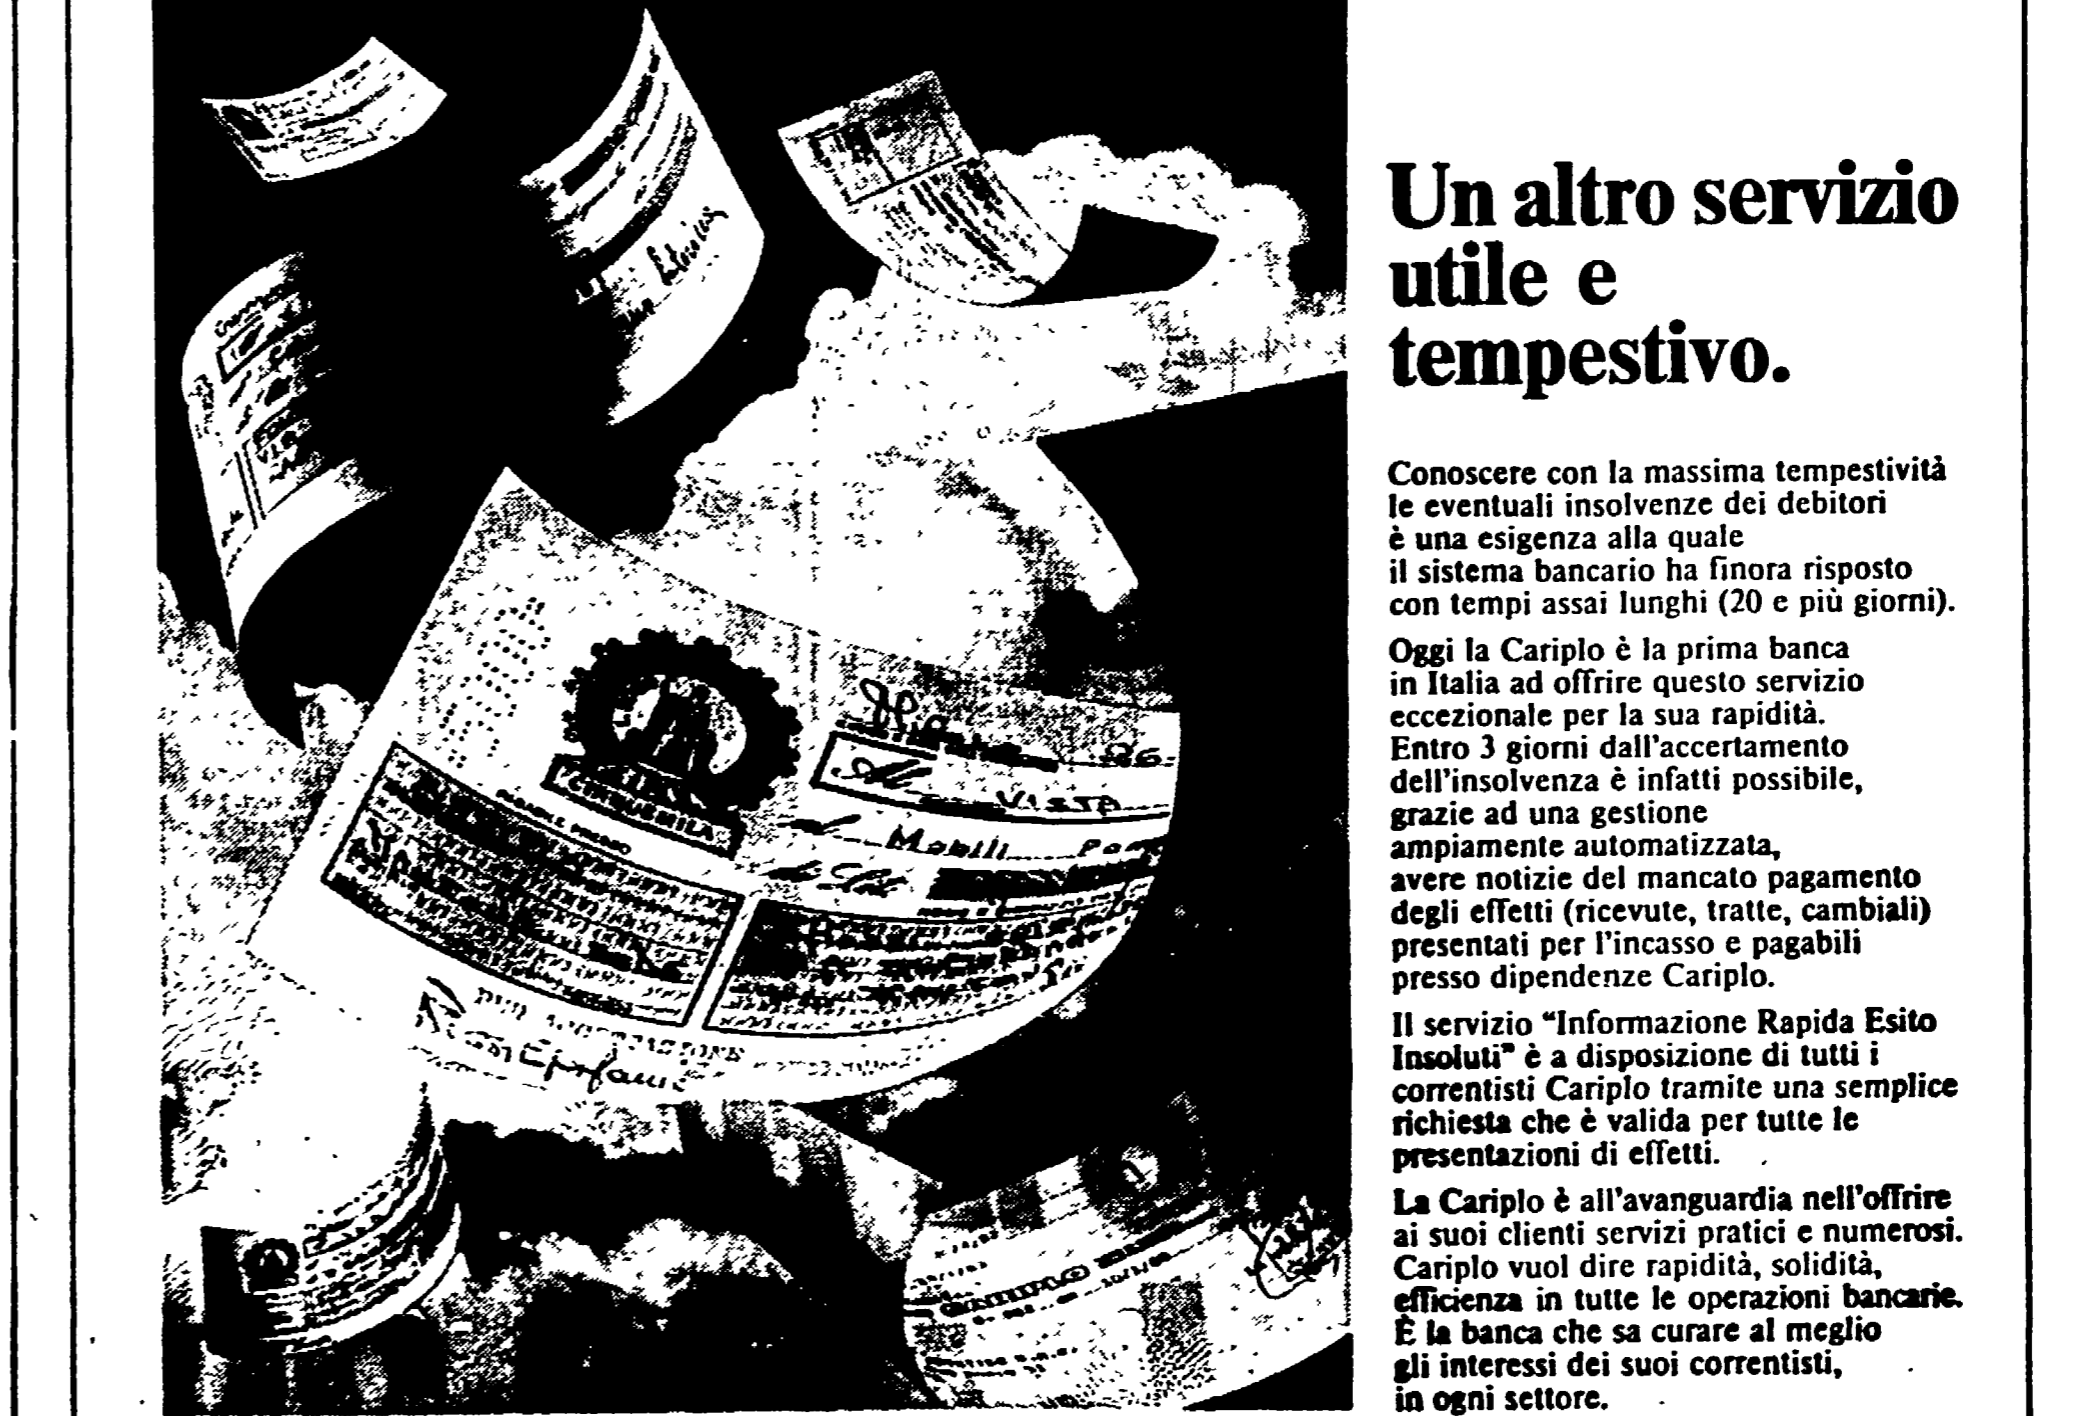 Un altro servizio
utile e
tempestivo.
Conoscere con la massima tempestività
le eventuali insolvenze dei debitori
è una esigenza alla quale
il sistema bancario ha finora risposto
con tempi assai lunghi (20 e più giorni).
Oggi la Cariplo è la prima banca
in Italia ad offrire questo servizio
eccezionale per la sua rapidità.
Entro 3 giorni dall'accertamento
dell'insolvenza è infatti possibile,
grazie ad una gestione
ampiamente automatizzata,
avere notizie del mancato pagamento
degli effetti (ricevute, tratte, cambiali)
presentati per l'incasso e pagabili
presso dipendenze Cariplo.
Il servizio "Informazione Rapida Esito
Insoluti" è a disposizione di tutti i
correntisti Cariplo tramite una semplice
richiesta che è valida per tutte le
presentazioni di effetti.
La Cariplo è all'avanguardia nell'offrire
ai suoi clienti servizi pratici e numerosi.
Cariplo vuol dire rapidità, solidità,
efficienza in tutte le operazioni bancarie.
È la banca che sa curare al meglio
gli interessi dei suoi correntisti,
in ogni settore.
VISTA
Mobili
CINQUEMILA